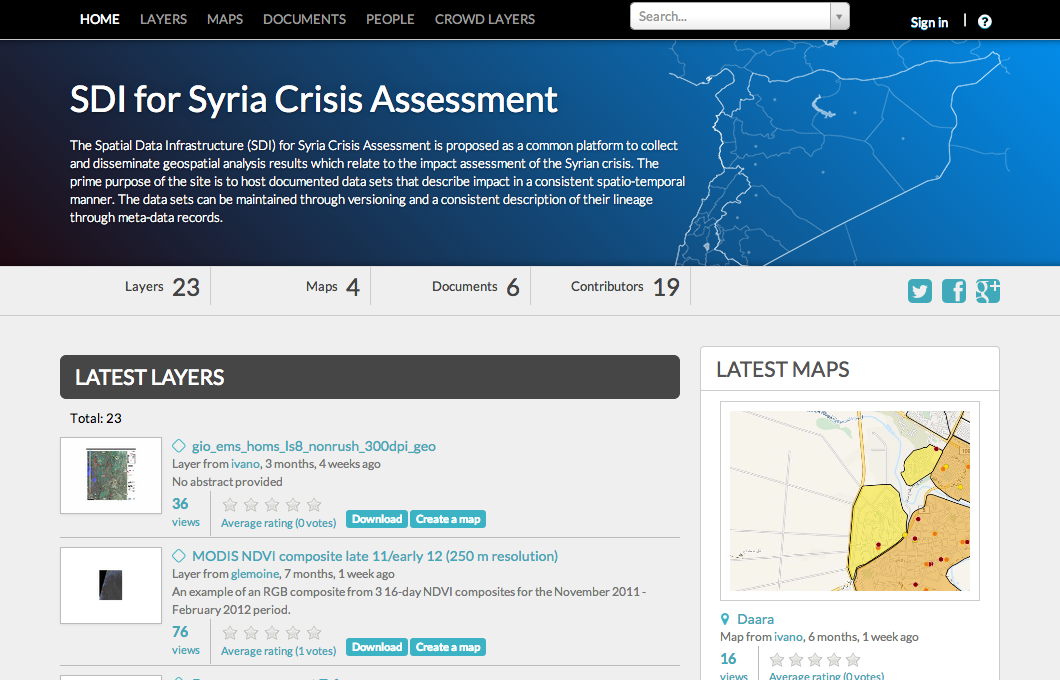 HOME LAYERS MAPS DOCUMENTS PEOPLE CROWD LAYERS Search... Sign in ?
SDI for Syria Crisis Assessment
The Spatial Data Infrastructure (SDI) for Syria Crisis Assessment is proposed as a common platform to collect
and disseminate geospatial analysis results which relate to the impact assessment of the Syrian crisis. The
prime purpose of the site is to host documented data sets that describe impact in a consistent spatio-temporal
manner. The data sets can be maintained through versioning and a consistent description of their lineage
through meta-data records.
Layers 23 Maps 4 Documents 6 Contributors 19
LATEST LAYERS
Total: 23
gio_ems_homs_ls8_nonrush_300dpi_geo
Layer from ivano, 3 months, 4 weeks ago
No abstract provided
36
views
Average rating (0 votes)
Download Create a map
MODIS NDVI composite late 11/early 12 (250 m resolution)
Layer from glemoine, 7 months, 1 week ago
An example of an RGB composite from 3 16-day NDVI composites for the November 2011 -
February 2012 period.
76
views
Average rating (1 votes)
Download Create a map
LATEST MAPS
Daara
Map from ivano, 6 months, 1 week ago
16
views
Average rating (0 votes)